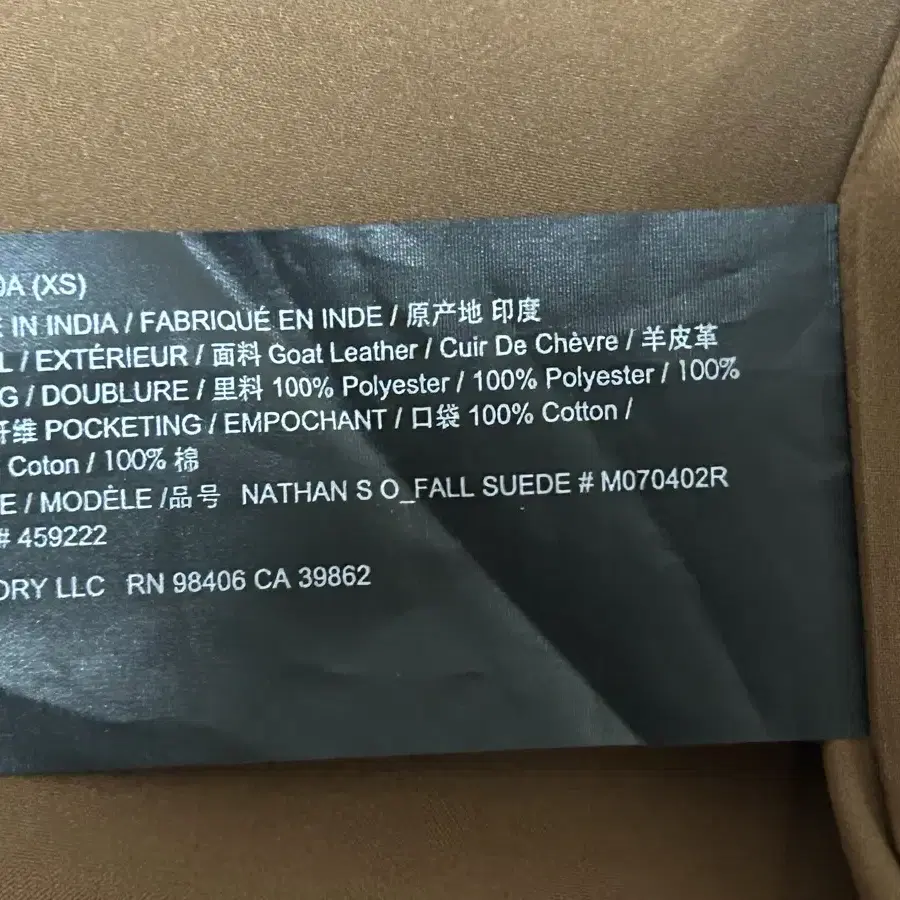 0A (XS)
E IN INDIA / FABRIQUÉ EN INDE / 原产地 印度
L / EXTÉRIEUR / 面料 Goat Leather / Cuir De Chèvre / 羊皮革
G / DOUBLURE / 里料 100% Polyester / 100% Polyester / 100%
纤维 POCKETING / EMPOCHANT / 口袋 100% Cotton /
Coton / 100% 棉
E / MODÈLE /品号 NATHAN S O_FALL SUEDE # M070402R
# 459222
ORY LLC RN 98406 CA 39862